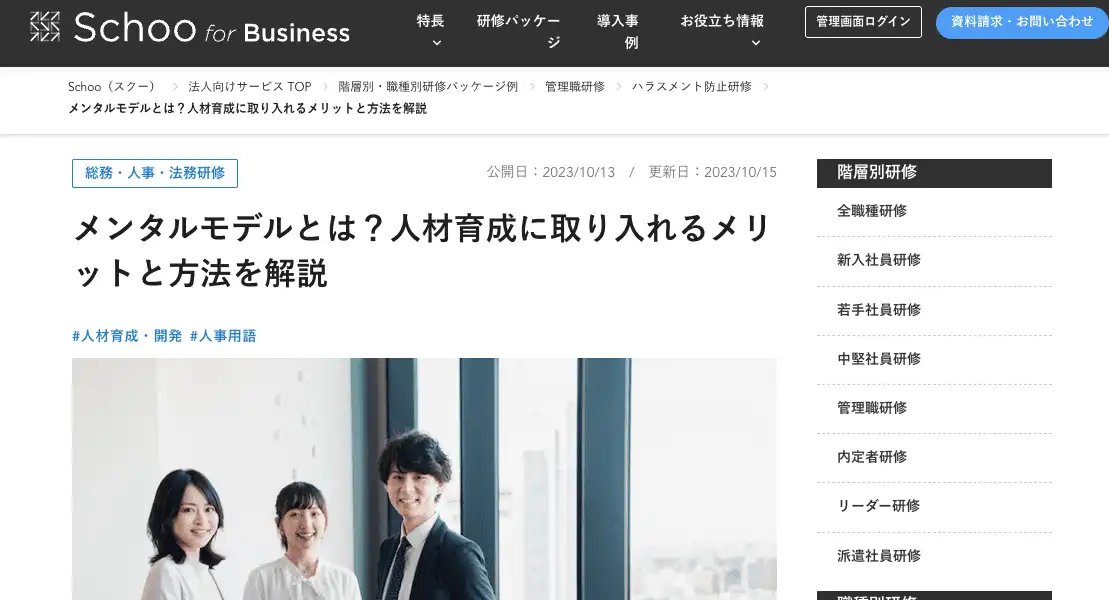 Schoo for Business
特長
研修パッケー
ジ
導入事
例
お役立ち情報
管理画面ログイン
資料請求・お問い合わせ
Schoo（スクー）
法人向けサービス TOP
階層別・職種別研修パッケージ例
管理職研修
ハラスメント防止研修
メンタルモデルとは？人材育成に取り入れるメリットと方法を解説
総務・人事・法務研修
公開日：2023/10/13 / 更新日：2023/10/15
メンタルモデルとは？人材育成に取り入れるメリ
ットと方法を解説
#人材育成・開発 #人事用語
階層別研修
全職種研修
新入社員研修
若手社員研修
中堅社員研修
管理職研修
内定者研修
リーダー研修
派遣社員研修
職種別研修